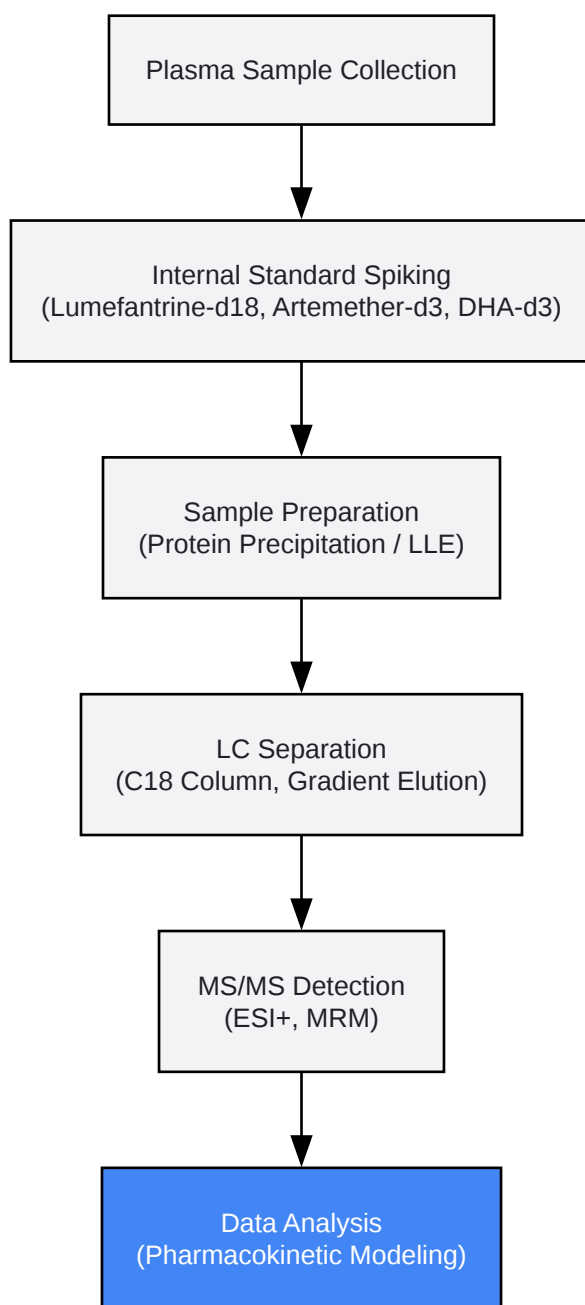 Plasma Sample Collection
Internal Standard Spiking
(Lumefantrine-d18, Artemether-d3, DHA-d3)
Sample Preparation
(Protein Precipitation / LLE)
LC Separation
(C18 Column, Gradient Elution)
MS/MS Detection
(ESI+, MRM)
Data Analysis
(Pharmacokinetic Modeling)